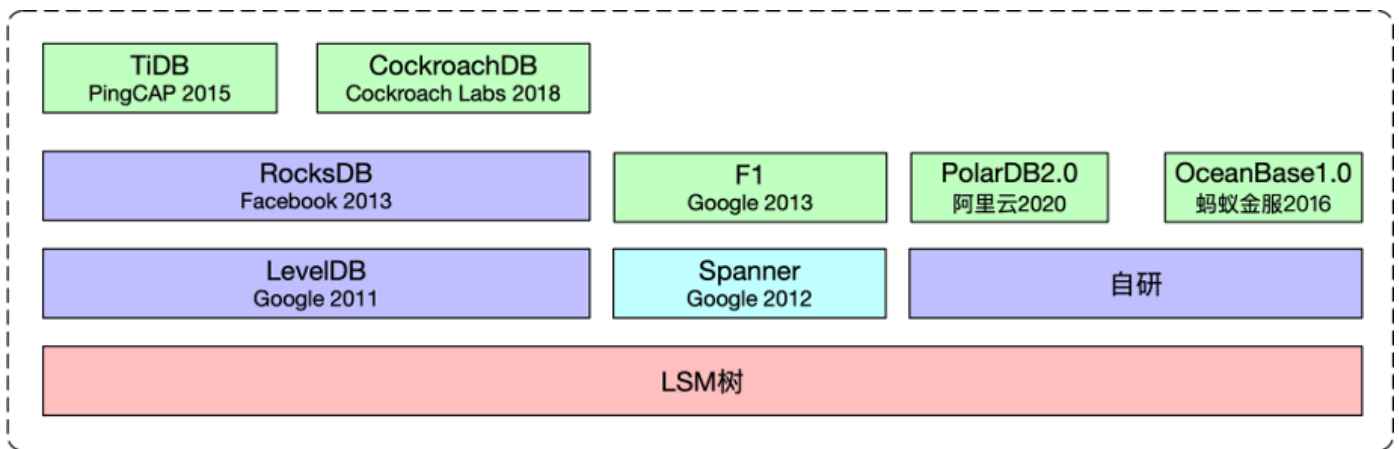 TiDB
PingCAP 2015
CockroachDB
Cockroach Labs 2018
RocksDB
Facebook 2013
F1
Google 2013
PolarDB2.0
阿里云2020
OceanBase1.0
蚂蚁金服2016
LevelDB
Google 2011
Spanner
Google 2012
自研
LSM树